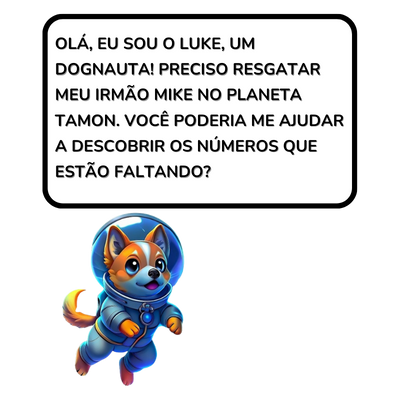 OLÁ, EU SOU O LUKE, UM
DOGNAUTA! PRECISO RESGATAR
MEU IRMÃO MIKE NO PLANETA
TAMON. VOCÊ PODERIA ME AJUDAR
A DESCOBRIR OS NÚMEROS QUE
ESTÃO FALTANDO?